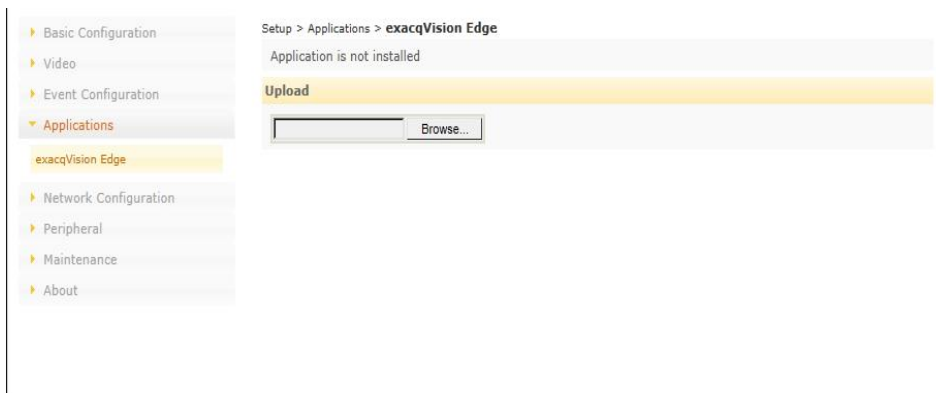 Basic Configuration
Video
Event Configuration
Applications
exacqVision Edge
Network Configuration
Peripheral
Maintenance
About
Setup > Applications > exacqVision Edge
Application is not installed
Upload
Browse...